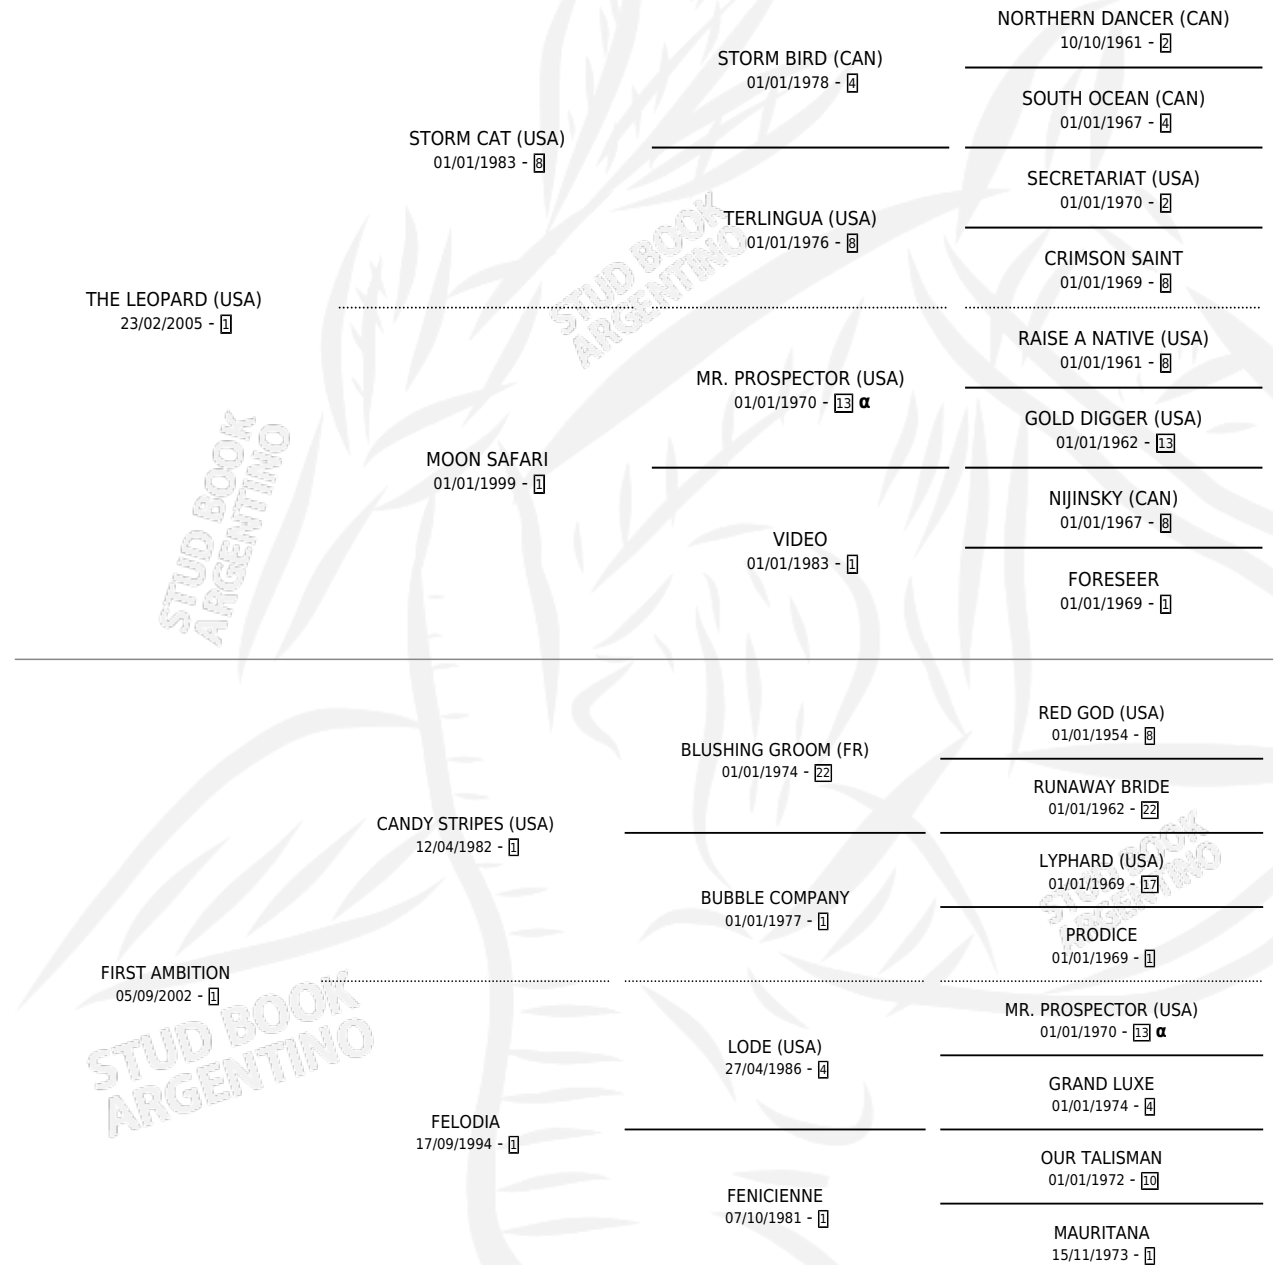 NORTHERN DANCER (CAN)
10/10/1961 - 2
STORM BIRD (CAN)
01/01/1978 - 4
SOUTH OCEAN (CAN)
01/01/1967 - 4
STORM CAT (USA)
01/01/1983 - 8
SECRETARIAT (USA)
01/01/1970 - 2
TERLINGUA (USA)
01/01/1976 - 8
CRIMSON SAINT
01/01/1969 - 8
THE LEOPARD (USA)
23/02/2005 - 1
RAISE A NATIVE (USA)
01/01/1961 - 8
MR. PROSPECTOR (USA)
01/01/1970 - 13 α
GOLD DIGGER (USA)
01/01/1962 - 13
MOON SAFARI
01/01/1999 - 1
NIJINSKY (CAN)
01/01/1967 - 8
VIDEO
01/01/1983 - 1
FORESEER
01/01/1969 - 1
RED GOD (USA)
01/01/1954 - 8
BLUSHING GROOM (FR)
01/01/1974 - 22
RUNAWAY BRIDE
01/01/1962 - 22
CANDY STRIPES (USA)
12/04/1982 - 1
LYPHARD (USA)
01/01/1969 - 17
BUBBLE COMPANY
01/01/1977 - 1
PRODICE
01/01/1969 - 1
FIRST AMBITION
05/09/2002 - 1
MR. PROSPECTOR (USA)
01/01/1970 - 13 α
LODE (USA)
27/04/1986 - 4
GRAND LUXE
01/01/1974 - 4
FELODIA
17/09/1994 - 1
OUR TALISMAN
01/01/1972 - 10
FENICIENNE
07/10/1981 - 1
MAURITANA
15/11/1973 - 1
STUD BOOK
ARGENTINO
STUD BOOK
ARGENTINO
STUD BOOK
ARGENTINO
STUD BOOK
ARGENTINO